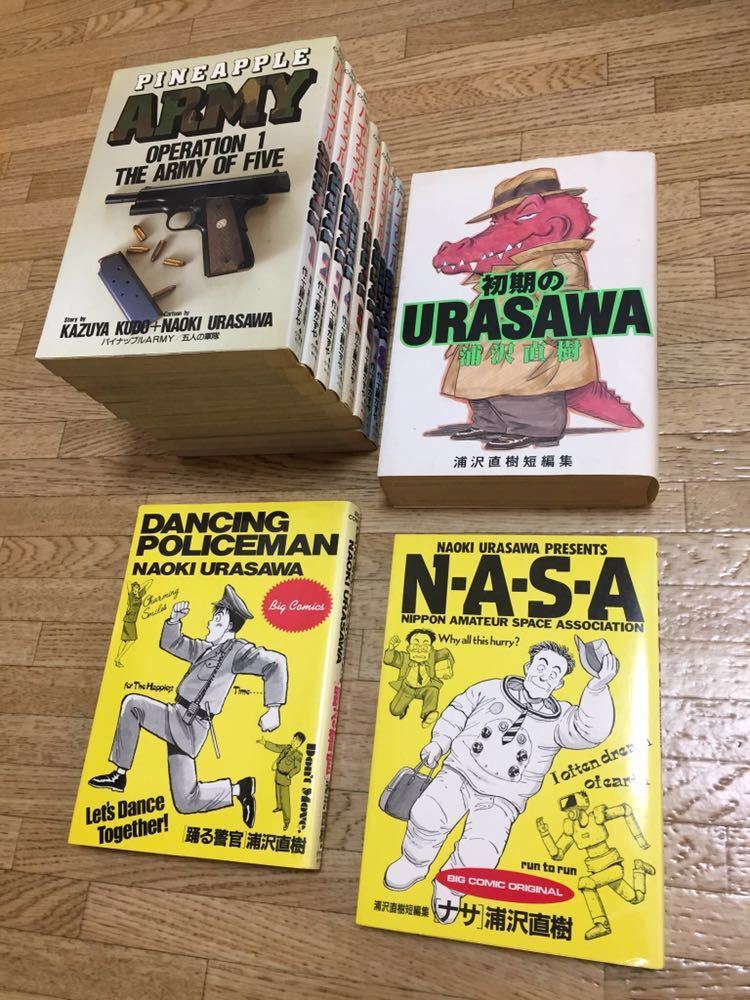 PINEAPPLE
ARMY
OPERATION 1
THE ARMY OF FIVE
Story by
Cartoon by
KAZUYA KUDO+NAOKI URASAWA
パイナップルARMY/五人の軍隊
初期の
URASAWA
浦沢直樹
浦沢直樹短編集
DANCING
POLICEMAN
NAOKI URASAWA
Charming
Smiles
Big Comics
for The Happiest
Time....
Don't Move.
Let's Dance
Together!
[踊る警官]浦沢直樹
NAOKI URASAWA
NAOKI URASAWA PRESENTS
N-A-S-A
NIPPON AMATEUR SPACE ASSOCIATION
Why all this hurry?
I often dream
of earth
run to run
BIG COMIC ORIGINAL
浦沢直樹短編集
[ナサ]浦沢直樹